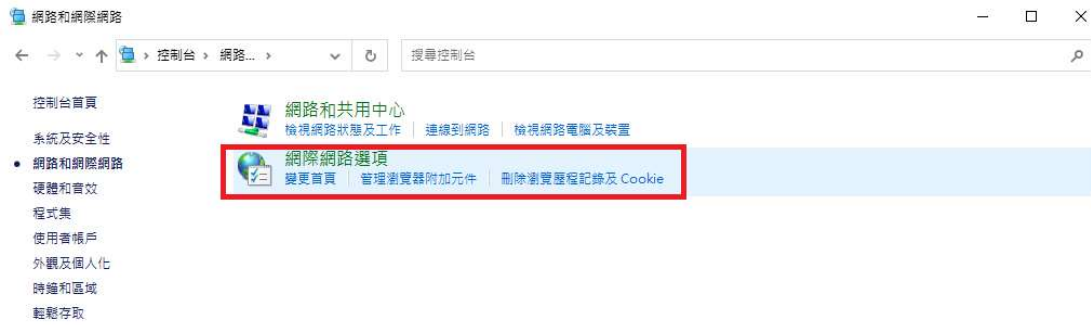 網路和網際網路
控制台 › 網路... ›
搜尋控制台
控制台首頁
系統及安全性
網路和網際網路
硬體和音效
程式集
使用者帳戶
外觀及個人化
時鐘和區域
輕鬆存取
網路和共用中心
檢視網路狀態及工作 | 連線到網路 | 檢視網路電腦及裝置
網際網路選項
變更首頁 | 管理瀏覽器附加元件 | 刪除瀏覽歷程記錄及 Cookie